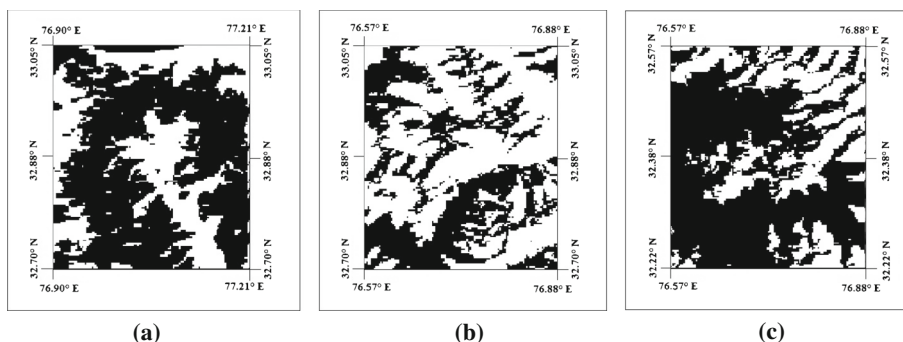 76.90° E 77.21° E
33.05° N 33.05° N
32.88° N 32.88° N
32.70° N 32.70° N
76.90° E 77.21° E
(a)
76.57° E 76.88° E
33.05° N 33.05° N
32.88° N 32.88° N
32.70° N 32.70° N
76.57° E 76.88° E
(b)
76.57° E 76.88° E
32.57° N 32.57° N
32.38° N 32.38° N
32.22° N 32.22° N
76.57° E 76.88° E
(c)